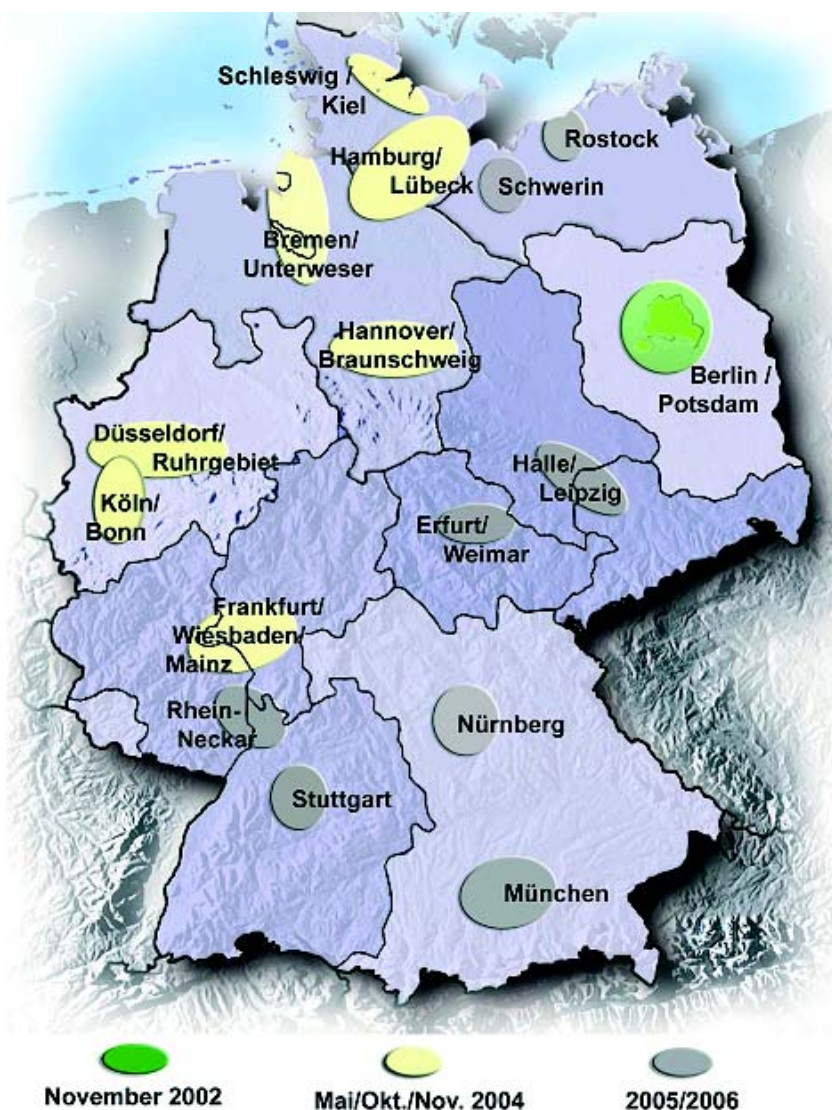 Schleswig /
Kiel
Rostock
Hamburg/
Lübeck
Schwerin
Bremen/
Unterweser
Hannover/
Braunschweig
Berlin /
Potsdam
Düsseldorf/
Ruhrgebiet
Halle/
Leipzig
Köln/
Bonn
Erfurt/
Weimar
Frankfurt/
Wiesbaden/
Mainz
Rhein-
Neckar
Nürnberg
Stuttgart
München
November 2002
Mai/Okt./Nov. 2004
2005/2006